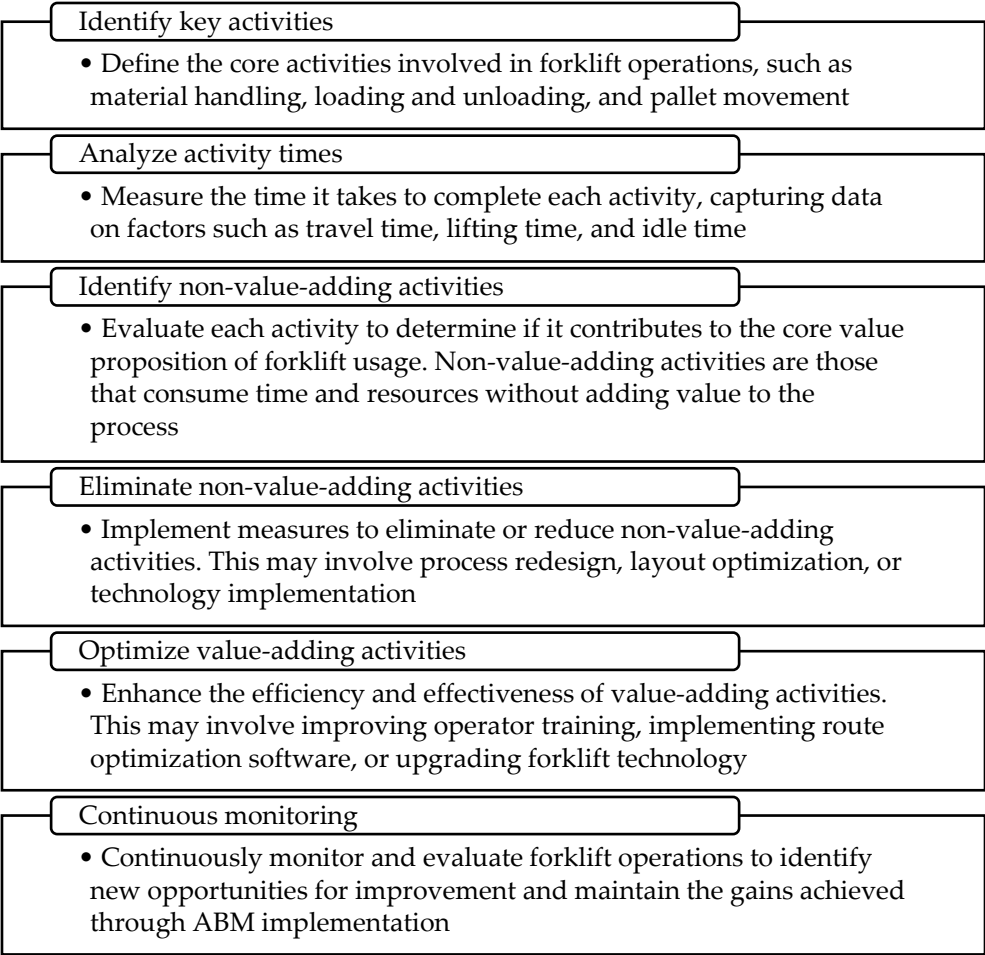 Identify key activities
• Define the core activities involved in forklift operations, such as
material handling, loading and unloading, and pallet movement
Analyze activity times
• Measure the time it takes to complete each activity, capturing data
on factors such as travel time, lifting time, and idle time
Identify non-value-adding activities
• Evaluate each activity to determine if it contributes to the core value
proposition of forklift usage. Non-value-adding activities are those
that consume time and resources without adding value to the
process
Eliminate non-value-adding activities
• Implement measures to eliminate or reduce non-value-adding
activities. This may involve process redesign, layout optimization, or
technology implementation
Optimize value-adding activities
• Enhance the efficiency and effectiveness of value-adding activities.
This may involve improving operator training, implementing route
optimization software, or upgrading forklift technology
Continuous monitoring
• Continuously monitor and evaluate forklift operations to identify
new opportunities for improvement and maintain the gains achieved
through ABM implementation